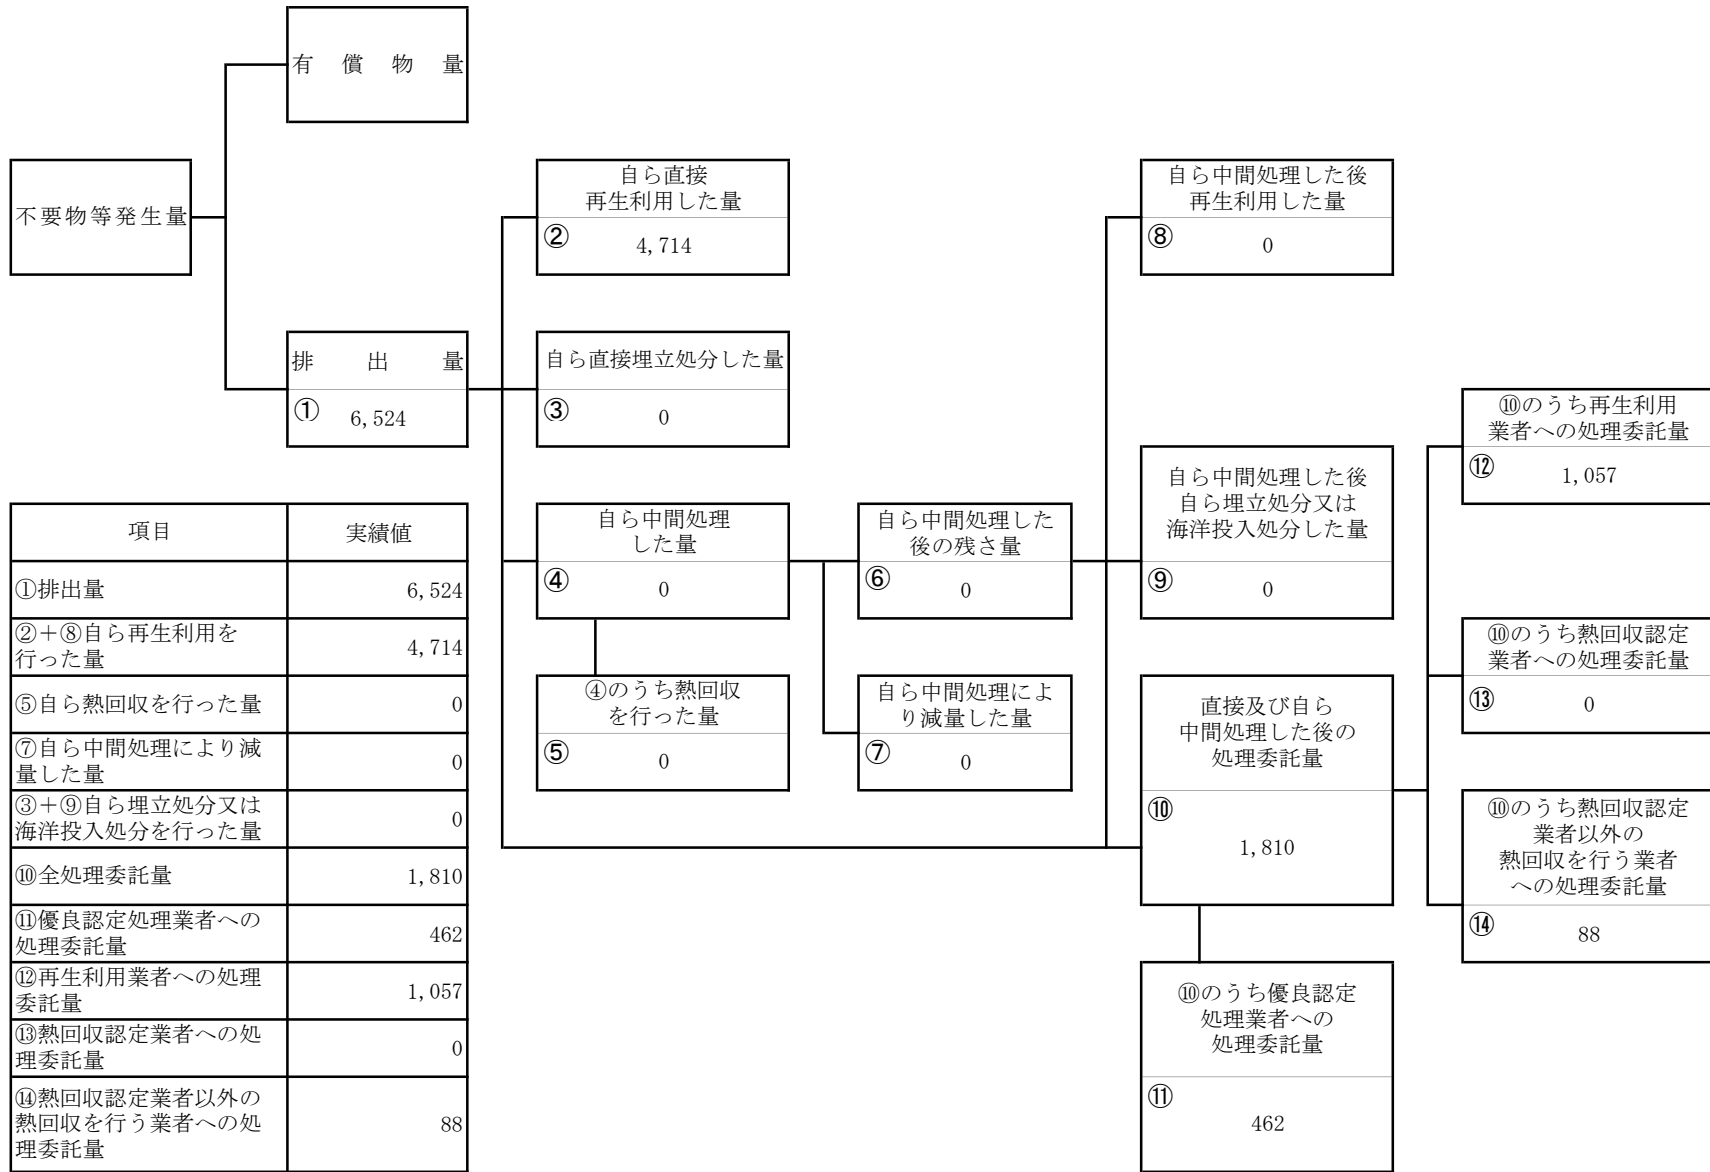 有償物量
不要物等発生量
自ら直接
再生利用した量
② 4,714
自ら中間処理した後
再生利用した量
⑧ 0
排出量
① 6,524
自ら直接埋立処分した量
③ 0
自ら中間処理
した量
④ 0
④のうち熱回収
を行った量
⑤ 0
自ら中間処理した
後の残さ量
⑥ 0
自ら中間処理によ
り減量した量
⑦ 0
自ら中間処理した後
自ら埋立処分又は
海洋投入処分した量
⑨ 0
直接及び自ら
中間処理した後の
処理委託量
⑩
1,810
⑩のうち優良認定
処理業者への
処理委託量
⑪
462
⑩のうち再生利用
業者への処理委託量
⑫ 1,057
⑩のうち熱回収認定
業者への処理委託量
⑬ 0
⑩のうち熱回収認定
業者以外の
熱回収を行う業者
への処理委託量
⑭ 88
項目 実績値
①排出量 6,524
②+⑧自ら再生利用を
行った量 4,714
⑤自ら熱回収を行った量 0
⑦自ら中間処理により減
量した量 0
③+⑨自ら埋立処分又は
海洋投入処分を行った量 0
⑩全処理委託量 1,810
⑪優良認定処理業者への
処理委託量 462
⑫再生利用業者への処理
委託量 1,057
⑬熱回収認定業者への処
理委託量 0
⑭熱回収認定業者以外の
熱回収を行う業者への処
理委託量 88